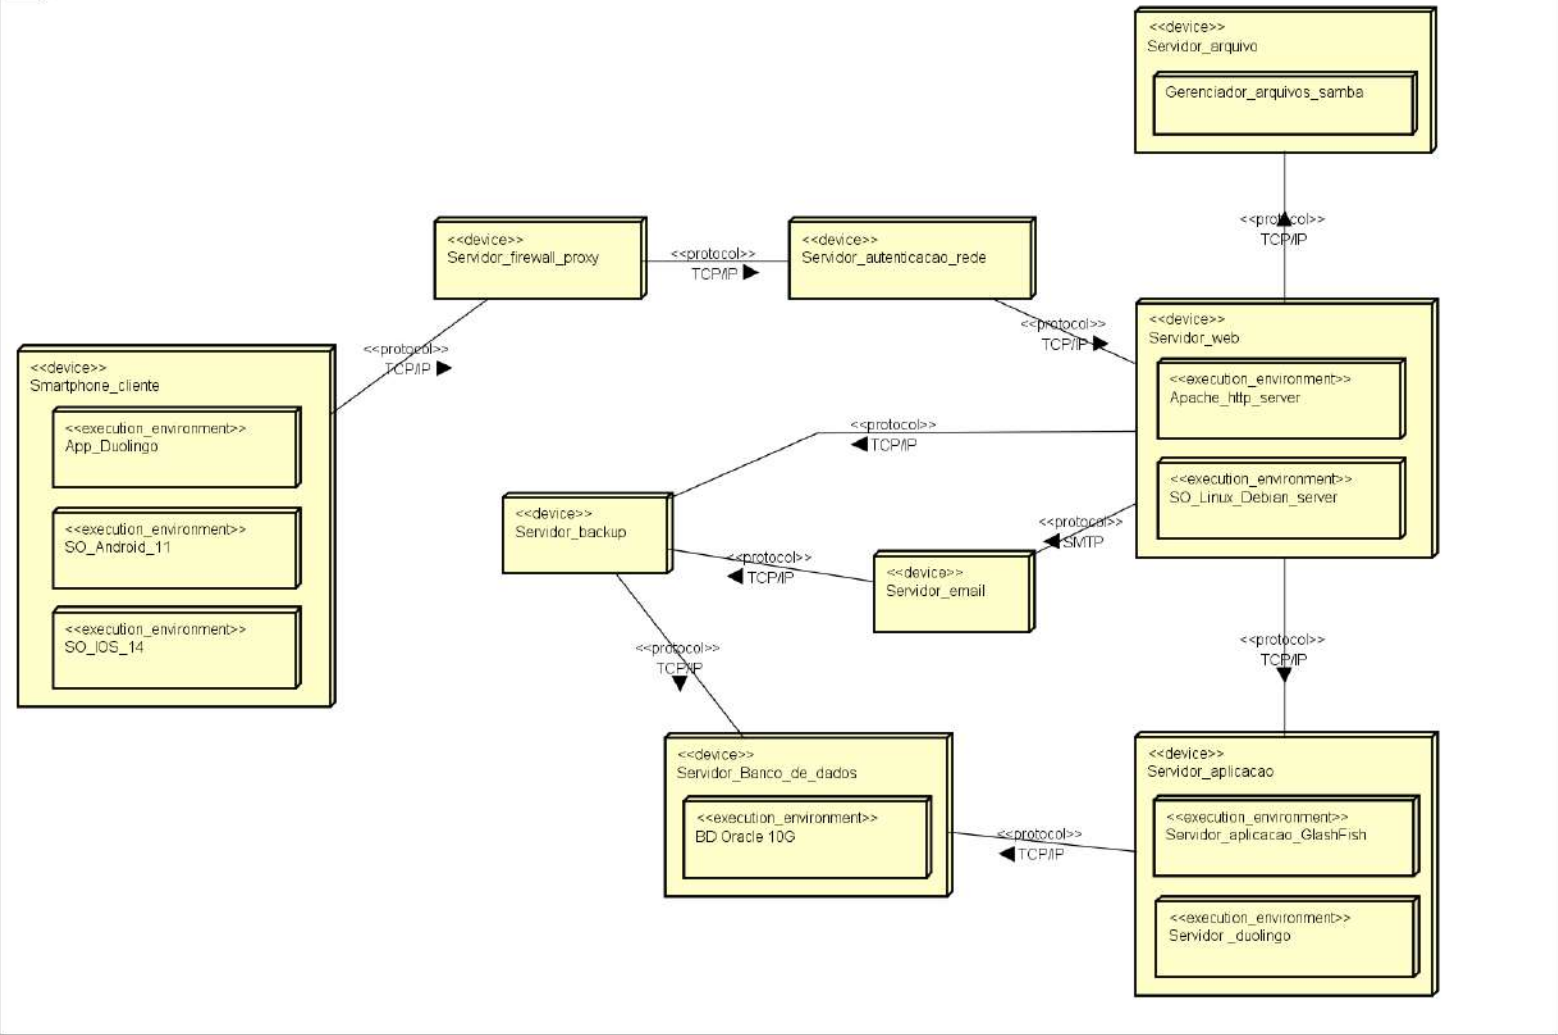 <<device>>
Servidor_arquivo
Gerenciador_arquivos_samba
<<protocol>>
TCP/IP
<<device>>
Servidor_firewall_proxy
<<protocol>>
TCP/IP
<<device>>
Servidor_autenticacao_rede
<<protocol>>
TCP/IP
<<protocol>>
TCP/IP
<<device>>
Smartphone_cliente
<<execution_environment>>
App_Duolingo
<<execution_environment>>
SO_Android_11
<<execution_environment>>
SO_IOS_14
<<device>>
Servidor_web
<<execution_environment>>
Apache_http_server
<<execution_environment>>
SO_Linux_Debian_server
<<protocol>>
TCP/IP
<<device>>
Servidor_backup
<<protocol>>
SMTP
<<protocol>>
TCP/IP
<<device>>
Servidor_email
<<protocol>>
TCP/IP
<<protocol>>
TCP/IP
<<device>>
Servidor_Banco_de_dados
<<execution_environment>>
BD Oracle 10G
<<protocol>>
TCP/IP
<<device>>
Servidor_aplicacao
<<execution_environment>>
Servidor_aplicacao_GlashFish
<<execution_environment>>
Servidor _duolingo